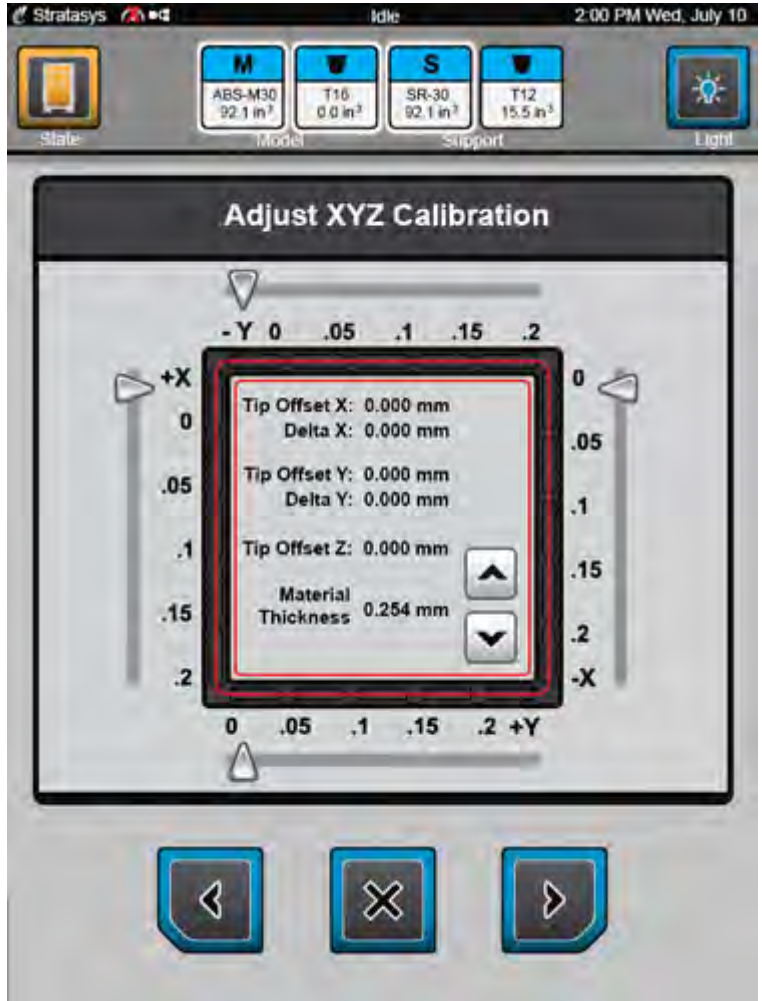 Stratasys Idle 2:00 PM Wed, July 10
M S
ABS-M30 T16 SR-30 T12
92.1 in³ 0.0 in³ 92.1 in³ 15.5 in³
State Model Support Light
Adjust XYZ Calibration
- Y 0 .05 .1 .15 .2
+X
0
.05
.1
.15
.2
Tip Offset X: 0.000 mm
Delta X: 0.000 mm
Tip Offset Y: 0.000 mm
Delta Y: 0.000 mm
Tip Offset Z: 0.000 mm
Material
Thickness 0.254 mm
0
.05
.1
.15
.2
-X
0 .05 .1 .15 .2 +Y